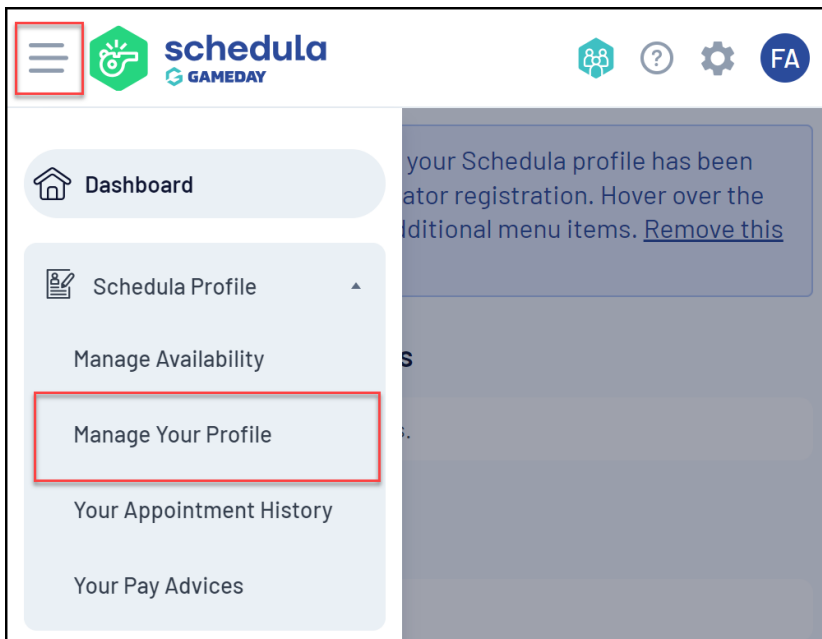 schedula
GAMEDAY
?
FA
Dashboard
your Schedula profile has been
ator registration. Hover over the
dditional menu items. Remove this
Schedula Profile
s
Manage Availability
Manage Your Profile
s.
Your Appointment History
Your Pay Advices